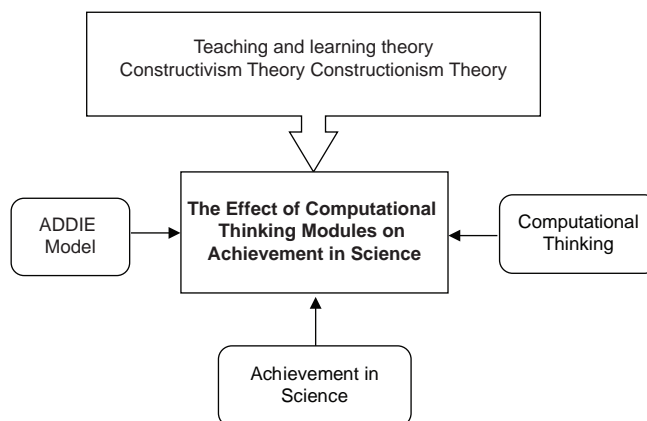 Teaching and learning theory
Constructivism Theory Constructionism Theory
The Effect of Computational
Thinking Modules on
Achievement in Science
ADDIE
Model
Computational
Thinking
Achievement in
Science